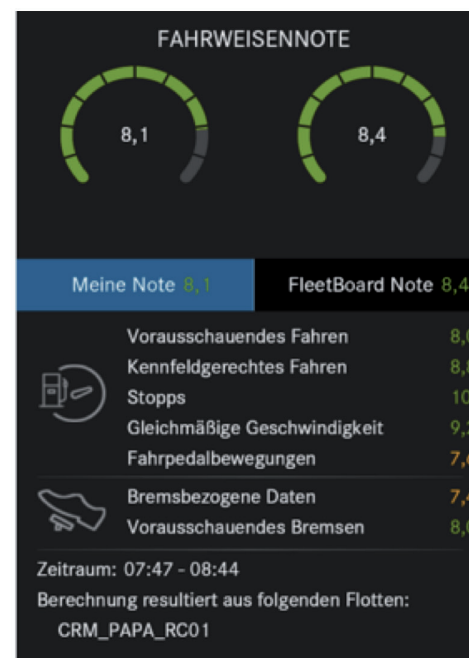 FAHRWEISENNOTE
8,1 8,4
Meine Note 8,1 FleetBoard Note 8,4
Vorausschauendes Fahren
Kennfeldgerechtes Fahren
Stopps 10
Gleichmäßige Geschwindigkeit
Fahrpedalbewegungen
Bremsbezogene Daten
Vorausschauendes Bremsen
Zeitraum: 07:47 - 08:44
Berechnung resultiert aus folgenden Flotten:
CRM_PAPA_RC01